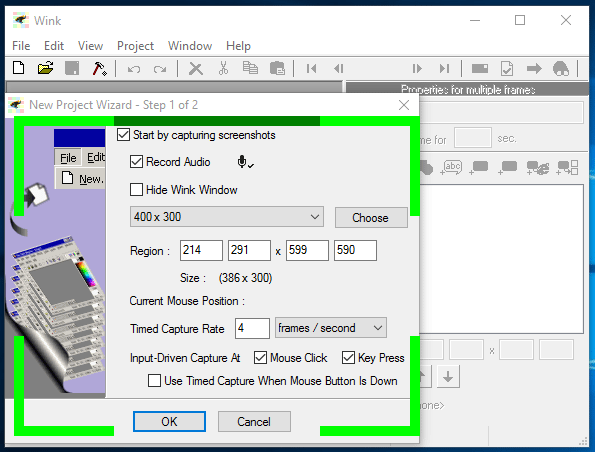 Wink
File Edit View Project Window Help
Properties for multiple frames
New Project Wizard - Step 1 of 2
Start by capturing screenshots
File Edit
New.
Record Audio
Hide Wink Window
400 x 300
Choose
Region : 214 291 x 599 590
Size : (386 x 300)
Current Mouse Position :
Timed Capture Rate 4 frames / second
Input-Driven Capture At Mouse Click Key Press
Use Timed Capture When Mouse Button Is Down
OK Cancel
me for sec.
abc
x
one>